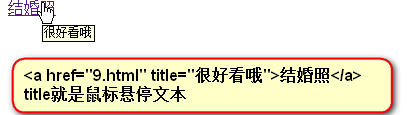 结婚照
很好看哦
<a href="9.html" title="很好看哦">结婚照</a>
title就是鼠标悬停文本